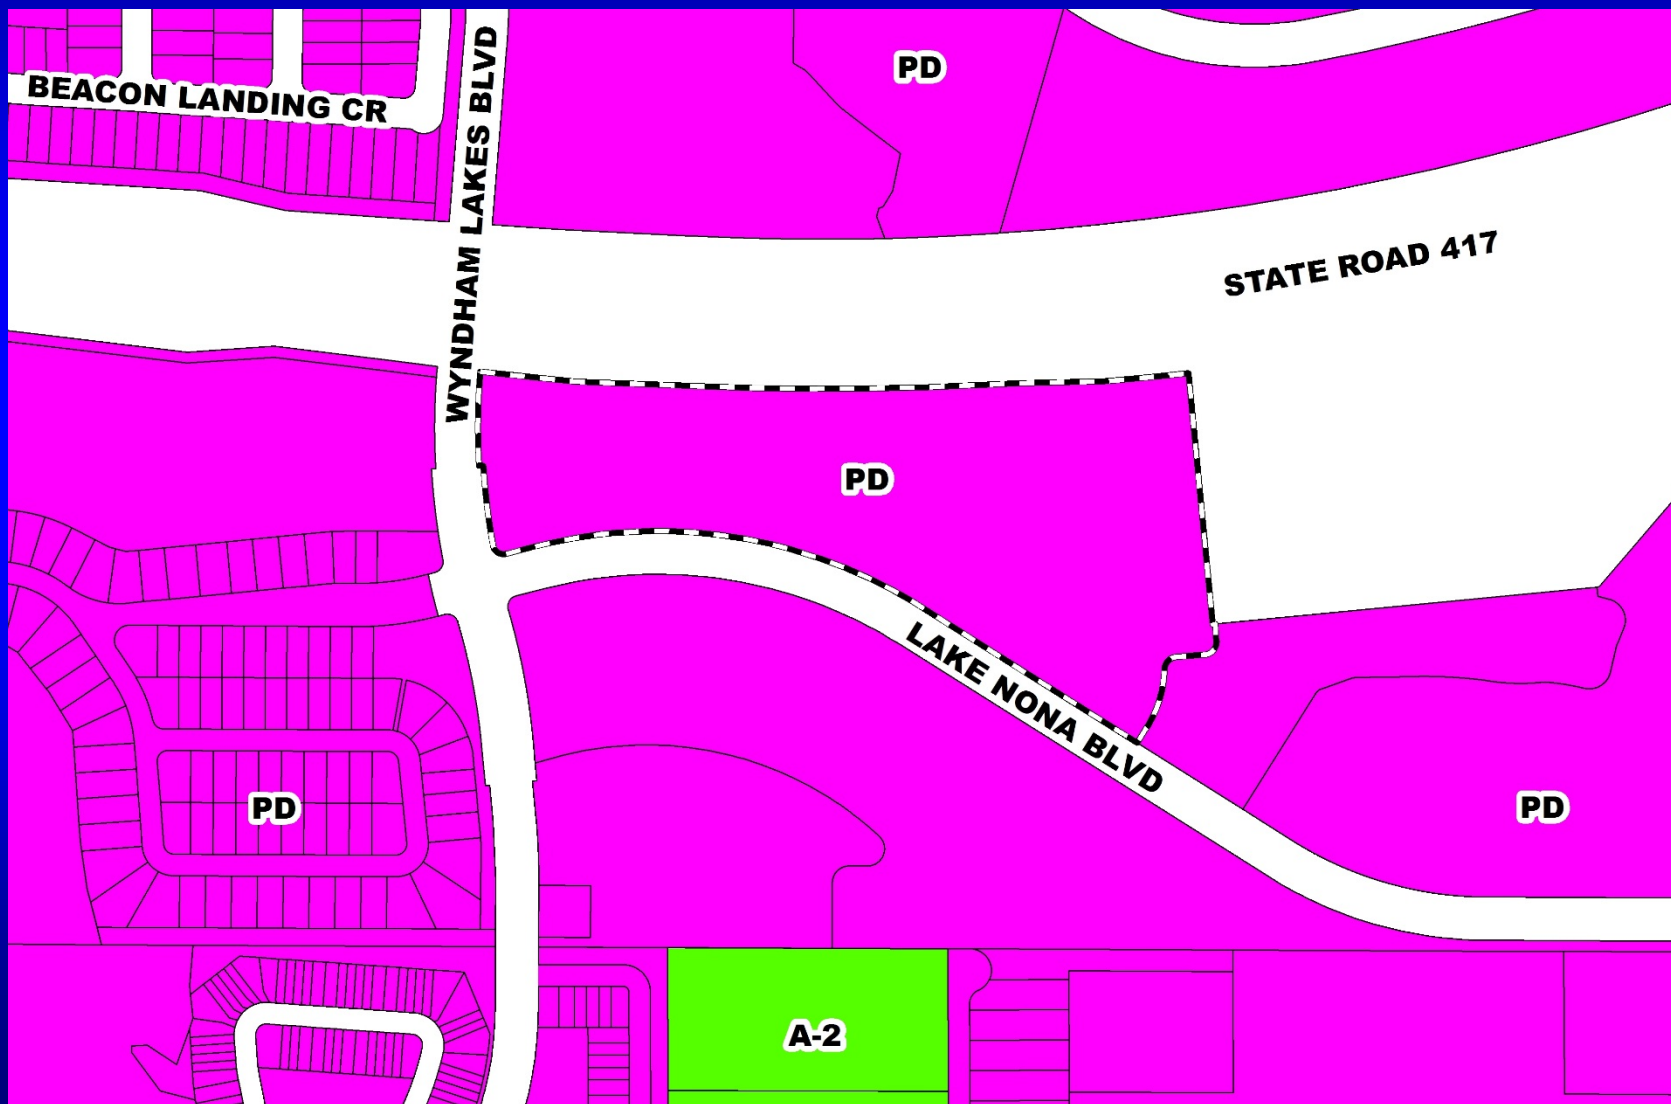 WYNDHAM LAKES BLVD
PD
BEACON LANDING CR
STATE ROAD 417
PD
LAKE NONA BLVD
PD
PD
A-2